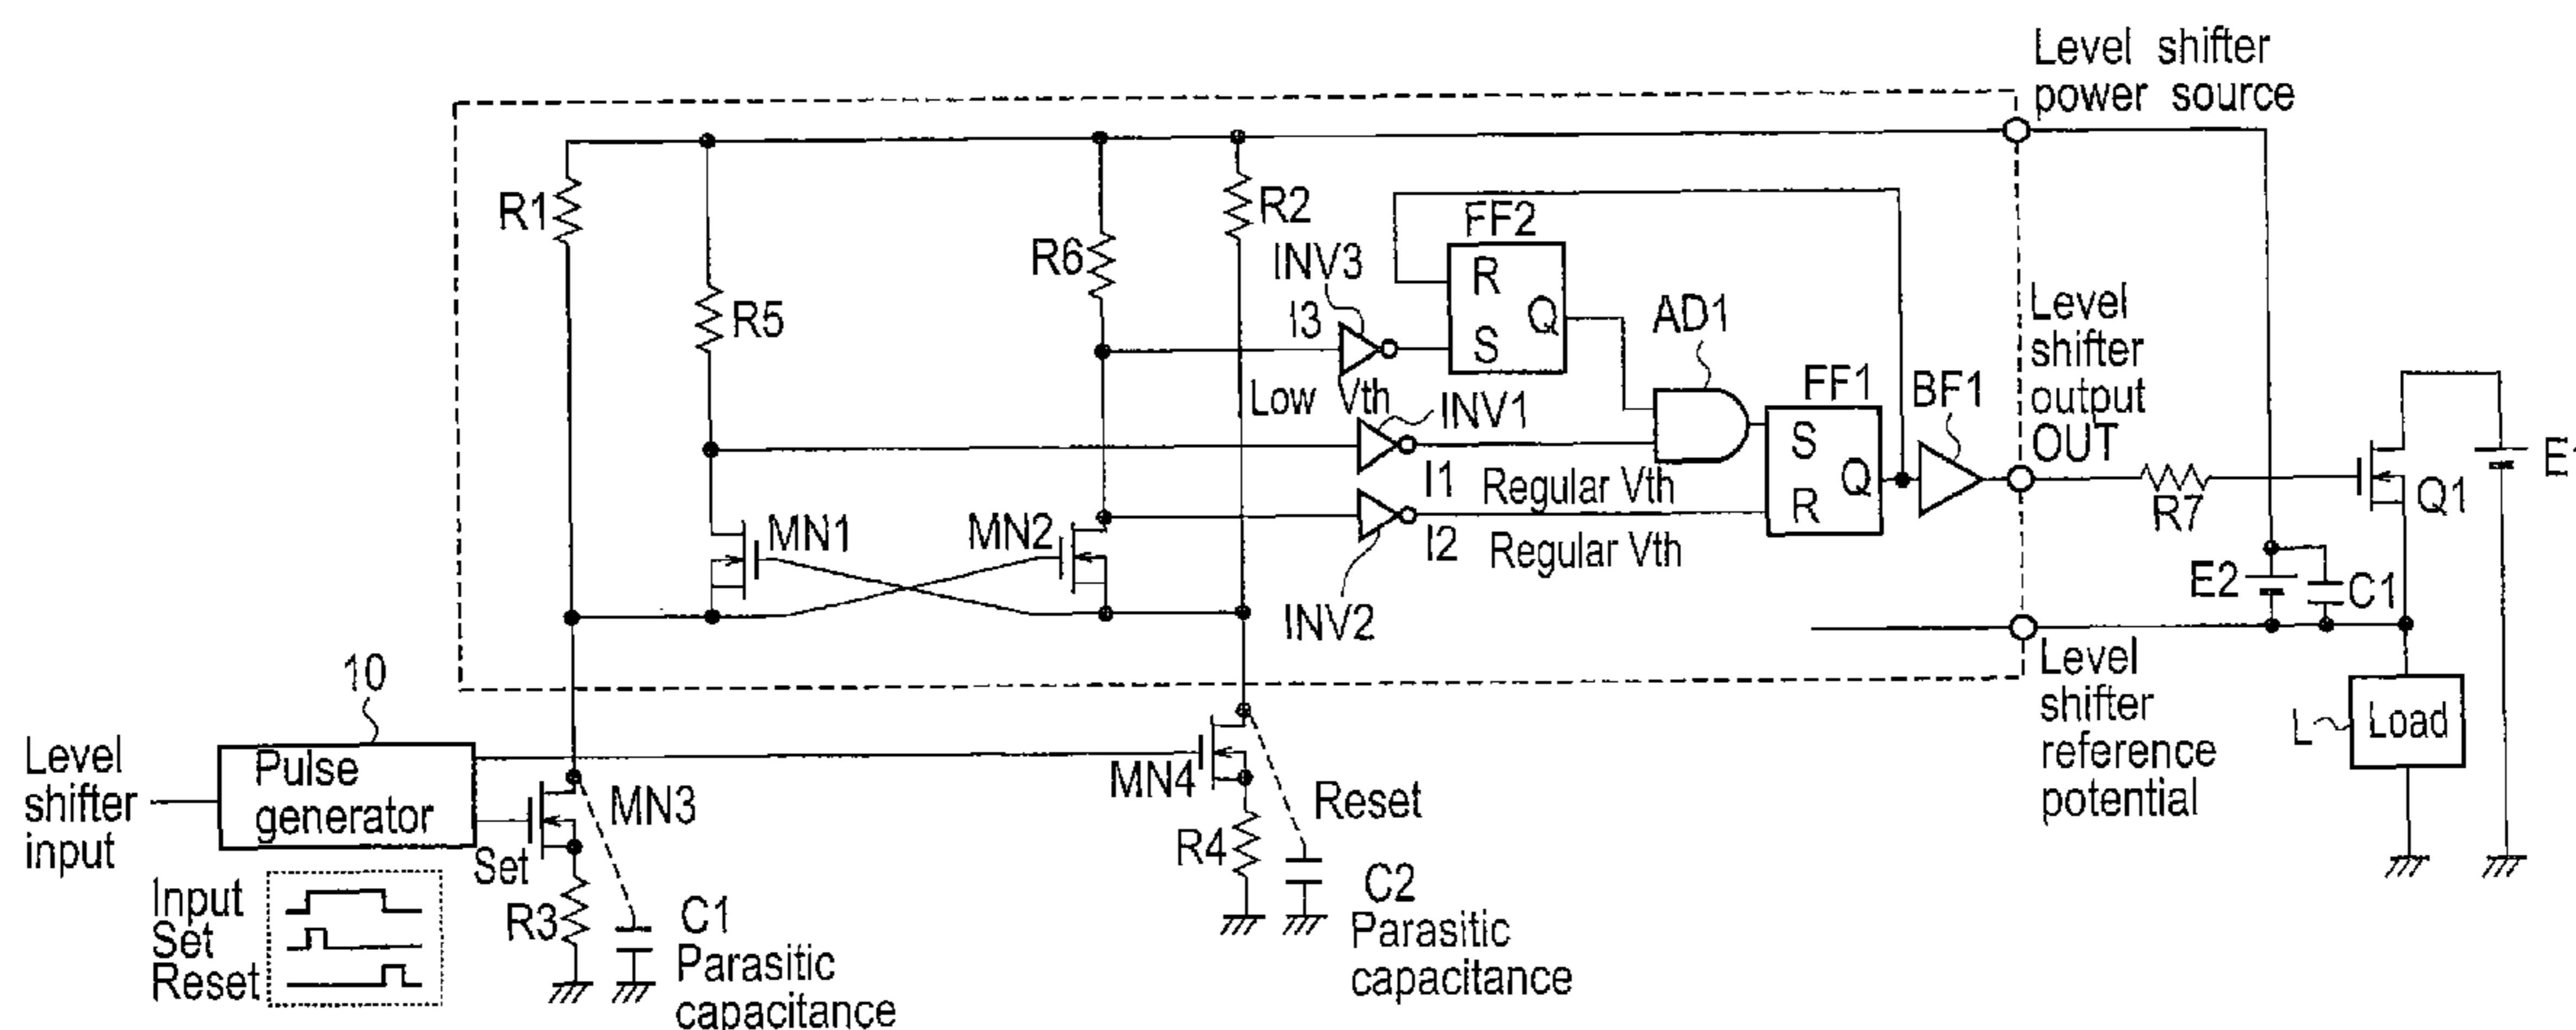 Level shifter
power source
R1
R2
R5
R6
FF2
R
Q
S
INV3
I3
Low Vth
INV1
AD1
I1
Regular Vth
I2
Regular Vth
INV2
FF1
S
Q
R
BF1
Level
shifter
output
OUT
R7
Q1
E1
E2
C1
MN1
MN2
Level
shifter
reference
potential
L
Load
10
Level
shifter
input
Pulse
generator
Set
MN3
MN4
Reset
R3
R4
C1
Parasitic
capacitance
C2
Parasitic
capacitance
Input
Set
Reset